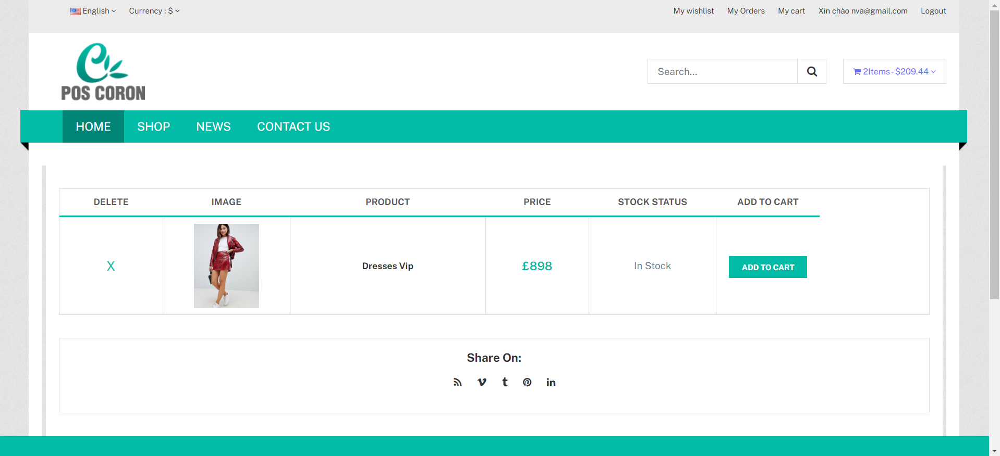 English
Currency : $
My wishlist
My Orders
My cart
Xin chào nva@gmail.com
Logout
POS CORON
Search...
2Items - $209.44
HOME
SHOP
NEWS
CONTACT US
DELETE
IMAGE
PRODUCT
PRICE
STOCK STATUS
ADD TO CART
X
Dresses Vip
£898
In Stock
ADD TO CART
Share On: